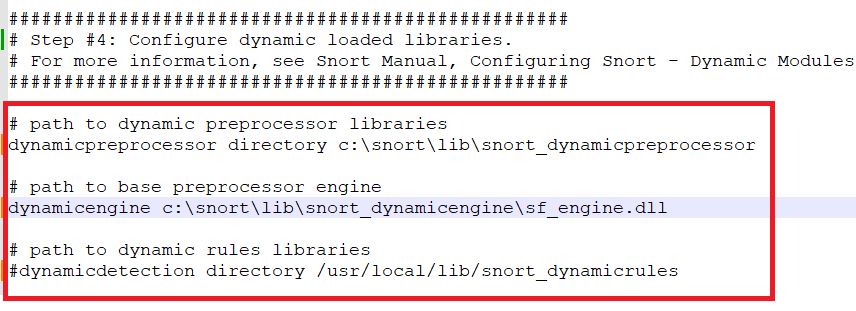 ###################################################
# Step #4: Configure dynamic loaded libraries.
# For more information, see Snort Manual, Configuring Snort - Dynamic Modules
###################################################
# path to dynamic preprocessor libraries
dynamicpreprocessor directory c:\snort\lib\snort_dynamicpreprocessor
# path to base preprocessor engine
dynamicengine c:\snort\lib\snort_dynamicengine\sf_engine.dll
# path to dynamic rules libraries
#dynamicdetection directory /usr/local/lib/snort_dynamicrules